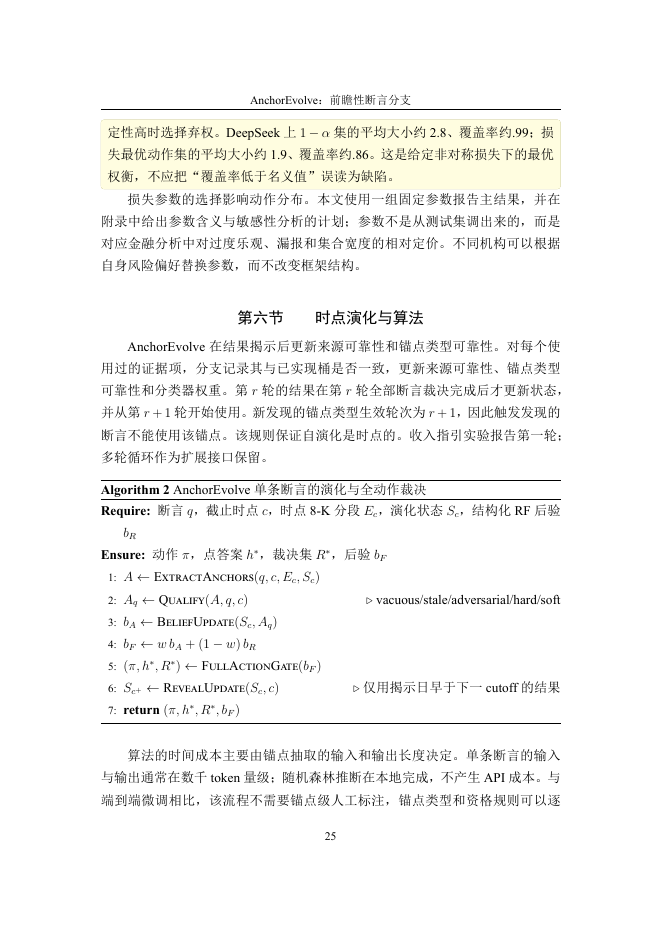 AnchorEvolve：前瞻性断言分支
定性高时选择弃权。DeepSeek 上 1 − α 集的平均大小约 2.8、覆盖率约.99；损
失最优动作集的平均大小约 1.9、覆盖率约.86。这是给定非对称损失下的最优
权衡，不应把“覆盖率低于名义值”误读为缺陷。
损失参数的选择影响动作分布。本文使用一组固定参数报告主结果，并在
附录中给出参数含义与敏感性分析的计划；参数不是从测试集调出来的，而是
对应金融分析中对过度乐观、漏报和集合宽度的相对定价。不同机构可以根据
自身风险偏好替换参数，而不改变框架结构。
第六节 时点演化与算法
AnchorEvolve 在结果揭示后更新来源可靠性和锚点类型可靠性。对每个使
用过的证据项，分支记录其与已实现桶是否一致，更新来源可靠性、锚点类型
可靠性和分类器权重。第 r 轮的结果在第 r 轮全部断言裁决完成后才更新状态，
并从第 r + 1 轮开始使用。新发现的锚点类型生效轮次为 r + 1，因此触发发现的
断言不能使用该锚点。该规则保证自演化是时点的。收入指引实验报告第一轮；
多轮循环作为扩展接口保留。
Algorithm 2 AnchorEvolve 单条断言的演化与全动作裁决
Require: 断言 q，截止时点 c，时点 8-K 分段 E_c，演化状态 S_c，结构化 RF 后验
b_R
Ensure: 动作 π，点答案 h*，裁决集 R*，后验 b_F
1: A ← EXTRACTANCHORS(q, c, E_c, S_c)
2: A_q ← QUALIFY(A, q, c) ▷ vacuous/stale/adversarial/hard/soft
3: b_A ← BELIEFUPDATE(S_c, A_q)
4: b_F ← w b_A + (1 − w) b_R
5: (π, h*, R*) ← FULLACTIONGATE(b_F)
6: S_c+ ← REVEALUPDATE(S_c, c) ▷ 仅用揭示日早于下一 cutoff 的结果
7: return (π, h*, R*, b_F)
算法的时间成本主要由锚点抽取的输入和输出长度决定。单条断言的输入
与输出通常在数千 token 量级；随机森林推断在本地完成，不产生 API 成本。与
端到端微调相比，该流程不需要锚点级人工标注，锚点类型和资格规则可以逐
25